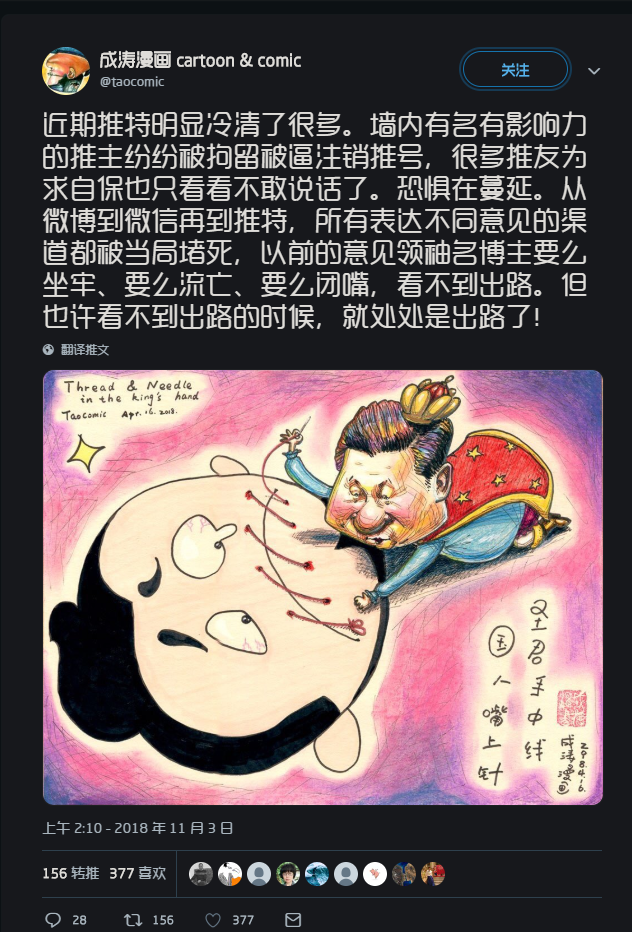 成涛漫画 cartoon & comic
@taocomic
关注
近期推特明显冷清了很多。墙内有名有影响力
的推主纷纷被拘留被逼注销推号，很多推友为
求自保也只看看不敢说话了。恐惧在蔓延。从
微博到微信再到推特，所有表达不同意见的渠
道都被当局堵死，以前的意见领袖名博主要么
坐牢、要么流亡、要么闭嘴，看不到出路。但
也许看不到出路的时候，就处处是出路了!
翻译推文
Thread & Needle
in the king's hand
Taocomic Apr.16.2018.
圣君手中线
国人嘴上针
成涛漫画
上午 2:10 - 2018 年 11 月 3 日
156 转推 377 喜欢
28 156 377